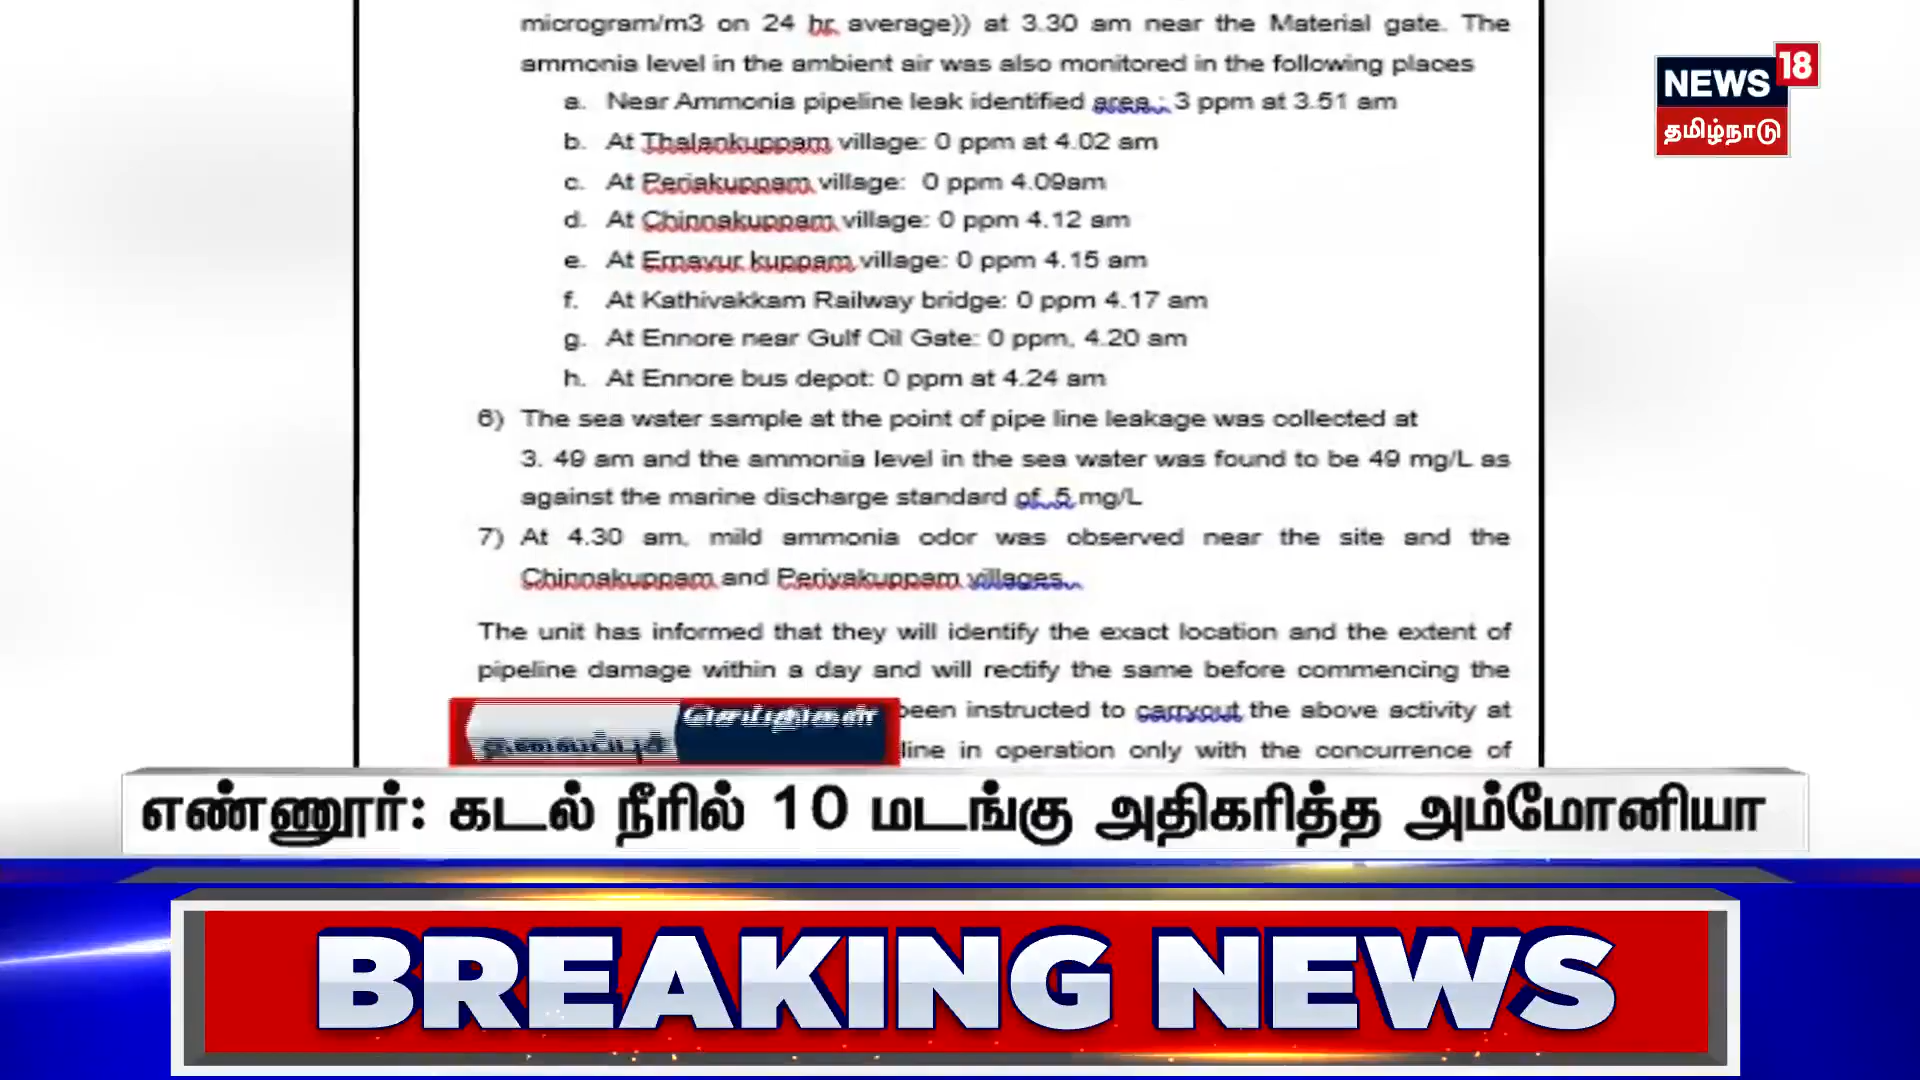 microgram/m3 on 24 hr. average)) at 3.30 am near the Material gate. The
ammonia level in the ambient air was also monitored in the following places
a. Near Ammonia pipeline leak identified area : 3 ppm at 3.51 am
b. At Thalankuppam village: 0 ppm at 4.02 am
c. At Periakuppam village: 0 ppm 4.09am
d. At Chinnakuppam village: 0 ppm 4.12 am
e. At Ernavur kuppam village: 0 ppm 4.15 am
f. At Kathivakkam Railway bridge: 0 ppm 4.17 am
g. At Ennore near Gulf Oil Gate: 0 ppm, 4.20 am
h. At Ennore bus depot: 0 ppm at 4.24 am
6) The sea water sample at the point of pipe line leakage was collected at
3. 49 am and the ammonia level in the sea water was found to be 49 mg/L as
against the marine discharge standard of 5 mg/L
7) At 4.30 am, mild ammonia odor was observed near the site and the
Chinnakuppam and Periyakuppam villages.
The unit has informed that they will identify the exact location and the extent of
pipeline damage within a day and will rectify the same before commencing the
been instructed to carryout the above activity at
line in operation only with the concurrence of
NEWS 18
தமிழ்நாடு
தலைப்புச் செய்திகள்
எண்ணூர்: கடல் நீரில் 10 மடங்கு அதிகரித்த அம்மோனியா
BREAKING NEWS